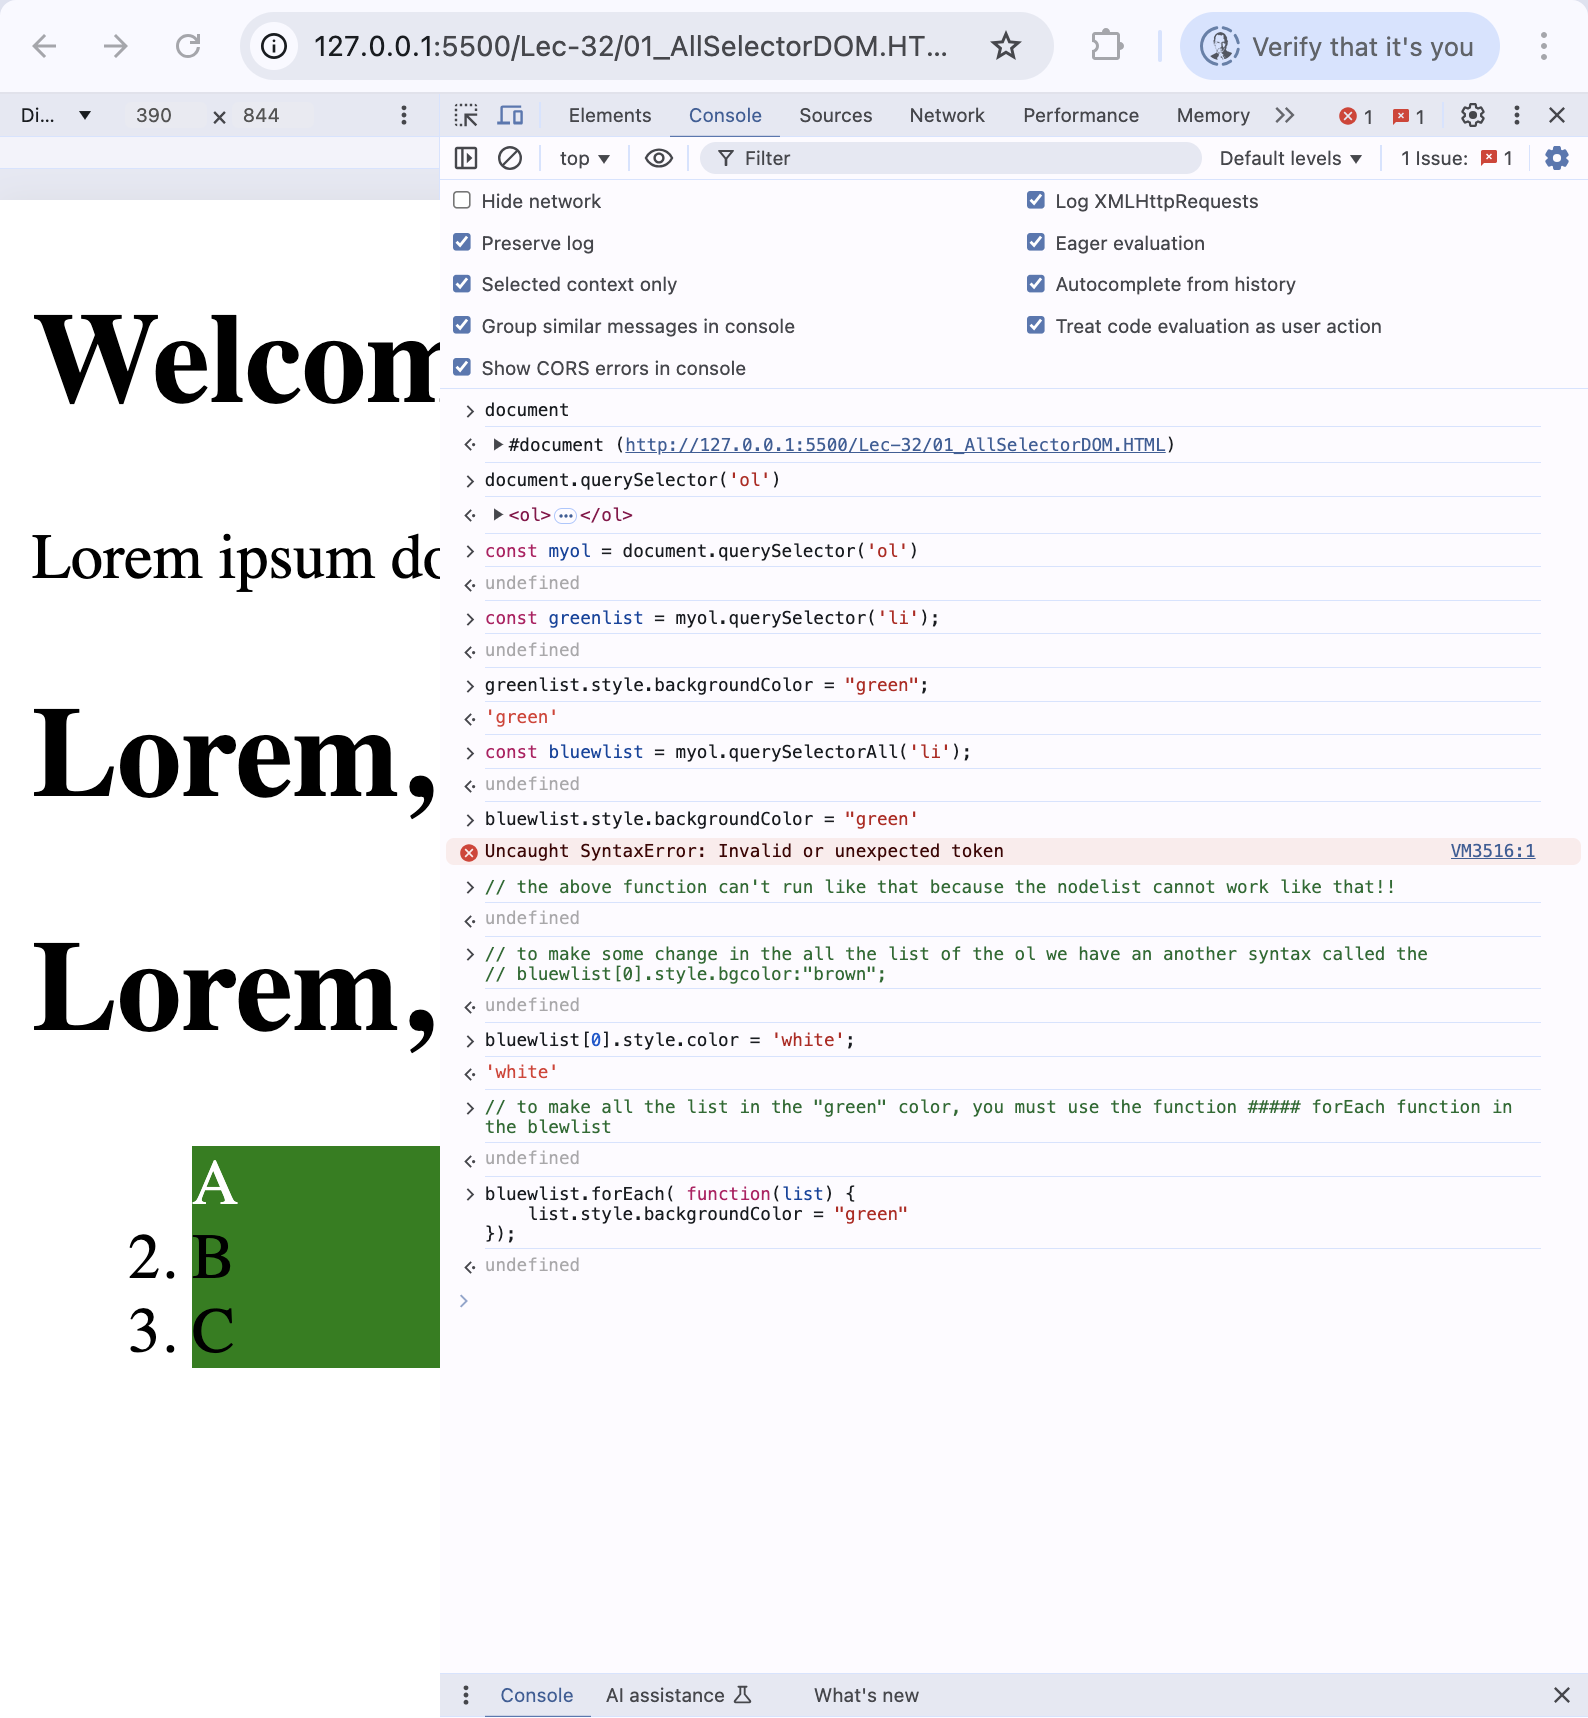 127.0.0.1:5500/Lec-32/01_AllSelectorDOM.HT...
Verify that it's you
Di... 390 × 844
Elements Console Sources Network Performance Memory 1 1
top Filter Default levels 1 Issue: 1
Hide network Log XMLHttpRequests
Preserve log Eager evaluation
Selected context only Autocomplete from history
Group similar messages in console Treat code evaluation as user action
Show CORS errors in console
Welcom
Lorem ipsum do
Lorem,
Lorem,
A
2. B
3. C
document
#document (http://127.0.0.1:5500/Lec-32/01_AllSelectorDOM.HTML)
document.querySelector('ol')
<ol>…</ol>
const myol = document.querySelector('ol')
undefined
const greenlist = myol.querySelector('li');
undefined
greenlist.style.backgroundColor = "green";
'green'
const bluewlist = myol.querySelectorAll('li');
undefined
bluewlist.style.backgroundColor = "green'
Uncaught SyntaxError: Invalid or unexpected token VM3516:1
// the above function can't run like that because the nodelist cannot work like that!!
undefined
// to make some change in the all the list of the ol we have an another syntax called the
// bluewlist[0].style.bgcolor:"brown";
undefined
bluewlist[0].style.color = 'white';
'white'
// to make all the list in the "green" color, you must use the function ##### forEach function in
the blewlist
undefined
bluewlist.forEach( function(list) {
    list.style.backgroundColor = "green"
});
undefined
Console AI assistance What's new